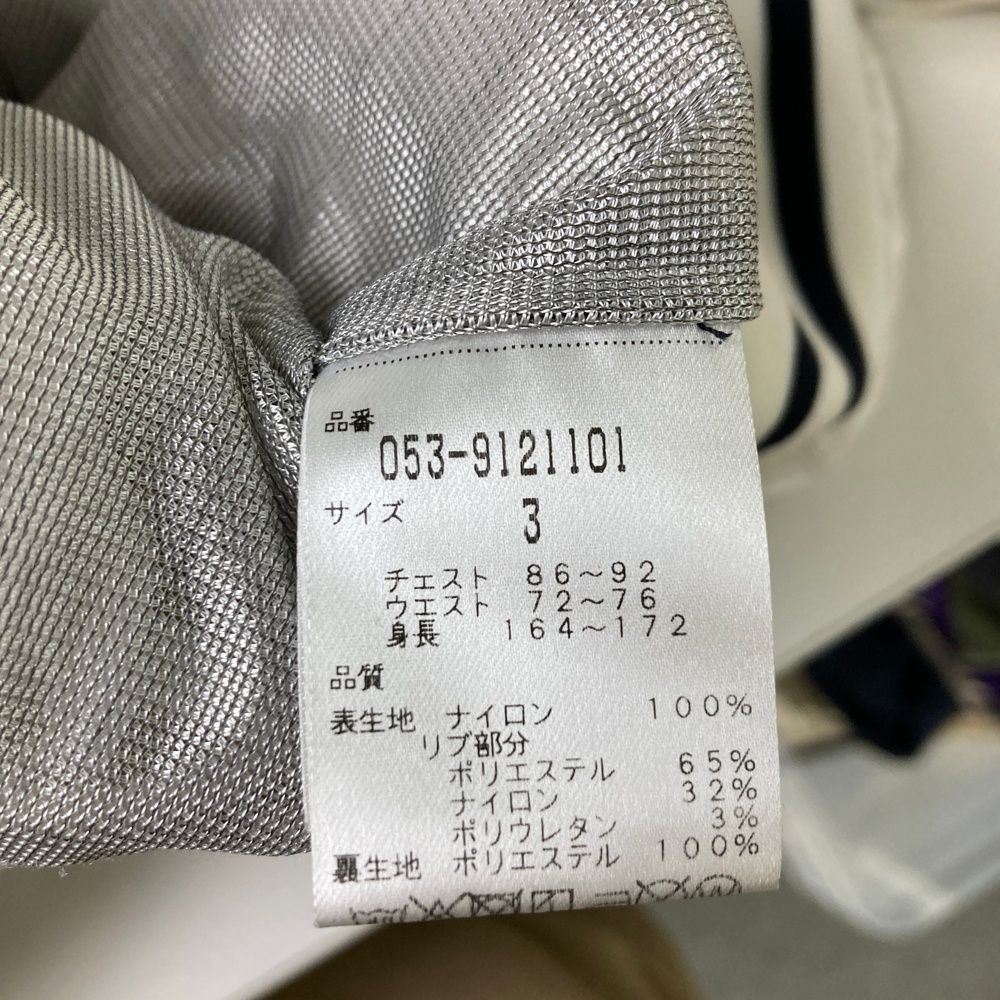 品番
053-9121101
サイズ 3
チェスト 86～92
ウエスト 72～76
身長 164～172
品質
表生地 ナイロン 100%
リブ部分
ポリエステル 65%
ナイロン 32%
ポリウレタン 3%
裏生地 ポリエステル 100%